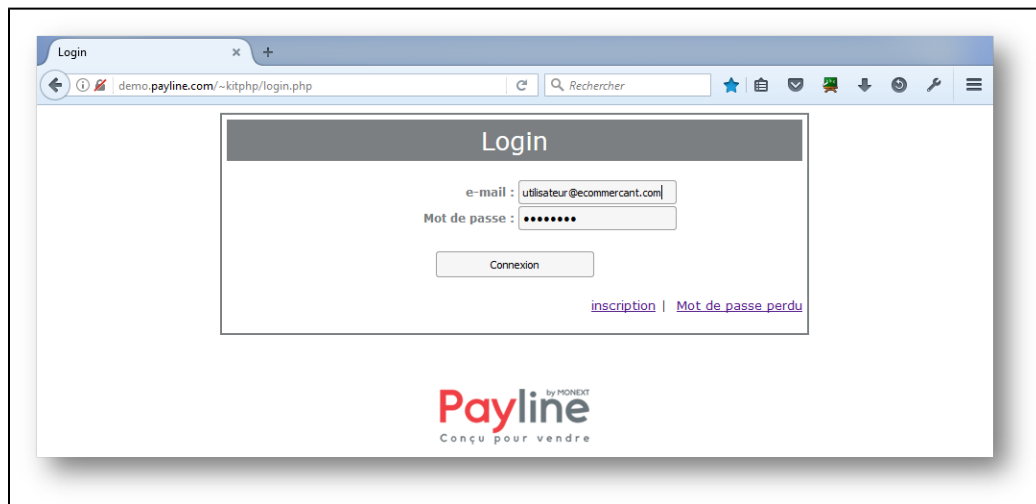 Login
demo.payline.com/~kitphp/login.php
Rechercher
Login
e-mail : utilisateur@ecommercant.com
Mot de passe : ••••••••
Connexion
inscription | Mot de passe perdu
by MONEXT
Payline
Conçu pour vendre